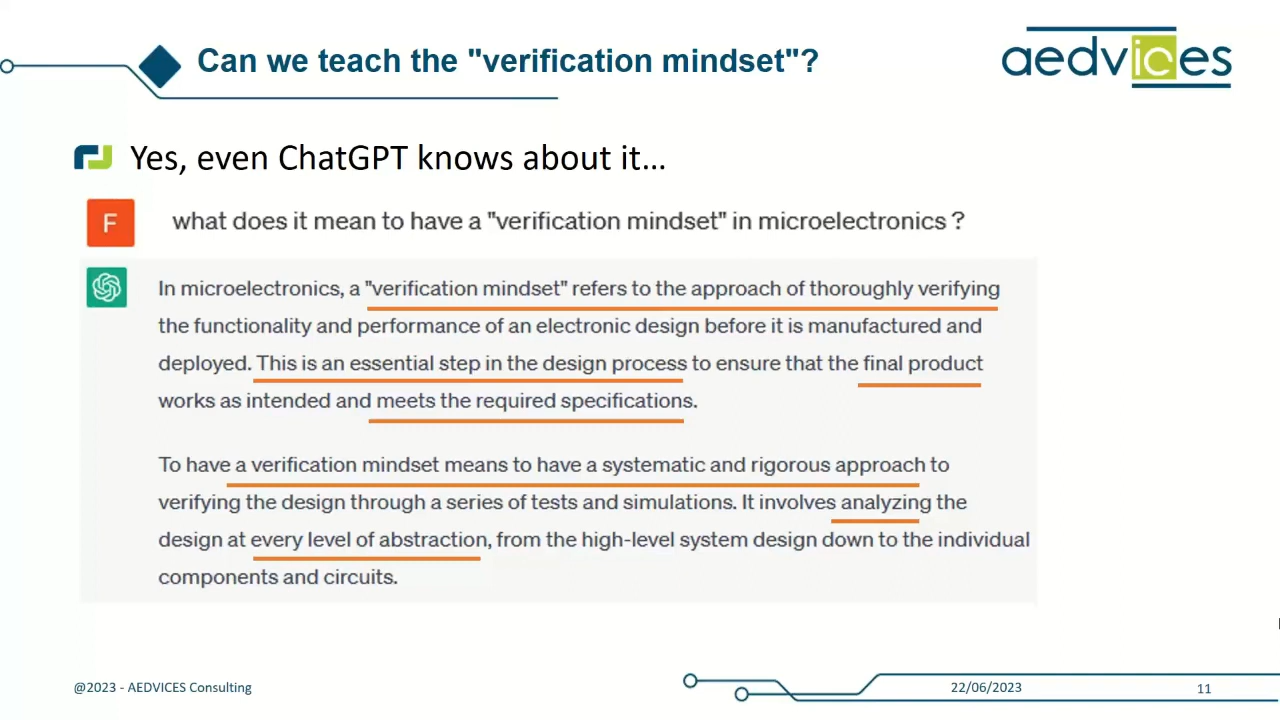 Can we teach the "verification mindset"?
aedvices
Yes, even ChatGPT knows about it…
F
what does it mean to have a "verification mindset" in microelectronics ?
In microelectronics, a "verification mindset" refers to the approach of thoroughly verifying
the functionality and performance of an electronic design before it is manufactured and
deployed. This is an essential step in the design process to ensure that the final product
works as intended and meets the required specifications.
To have a verification mindset means to have a systematic and rigorous approach to
verifying the design through a series of tests and simulations. It involves analyzing the
design at every level of abstraction, from the high-level system design down to the individual
components and circuits.
@2023 - AEDVICES Consulting
22/06/2023
11